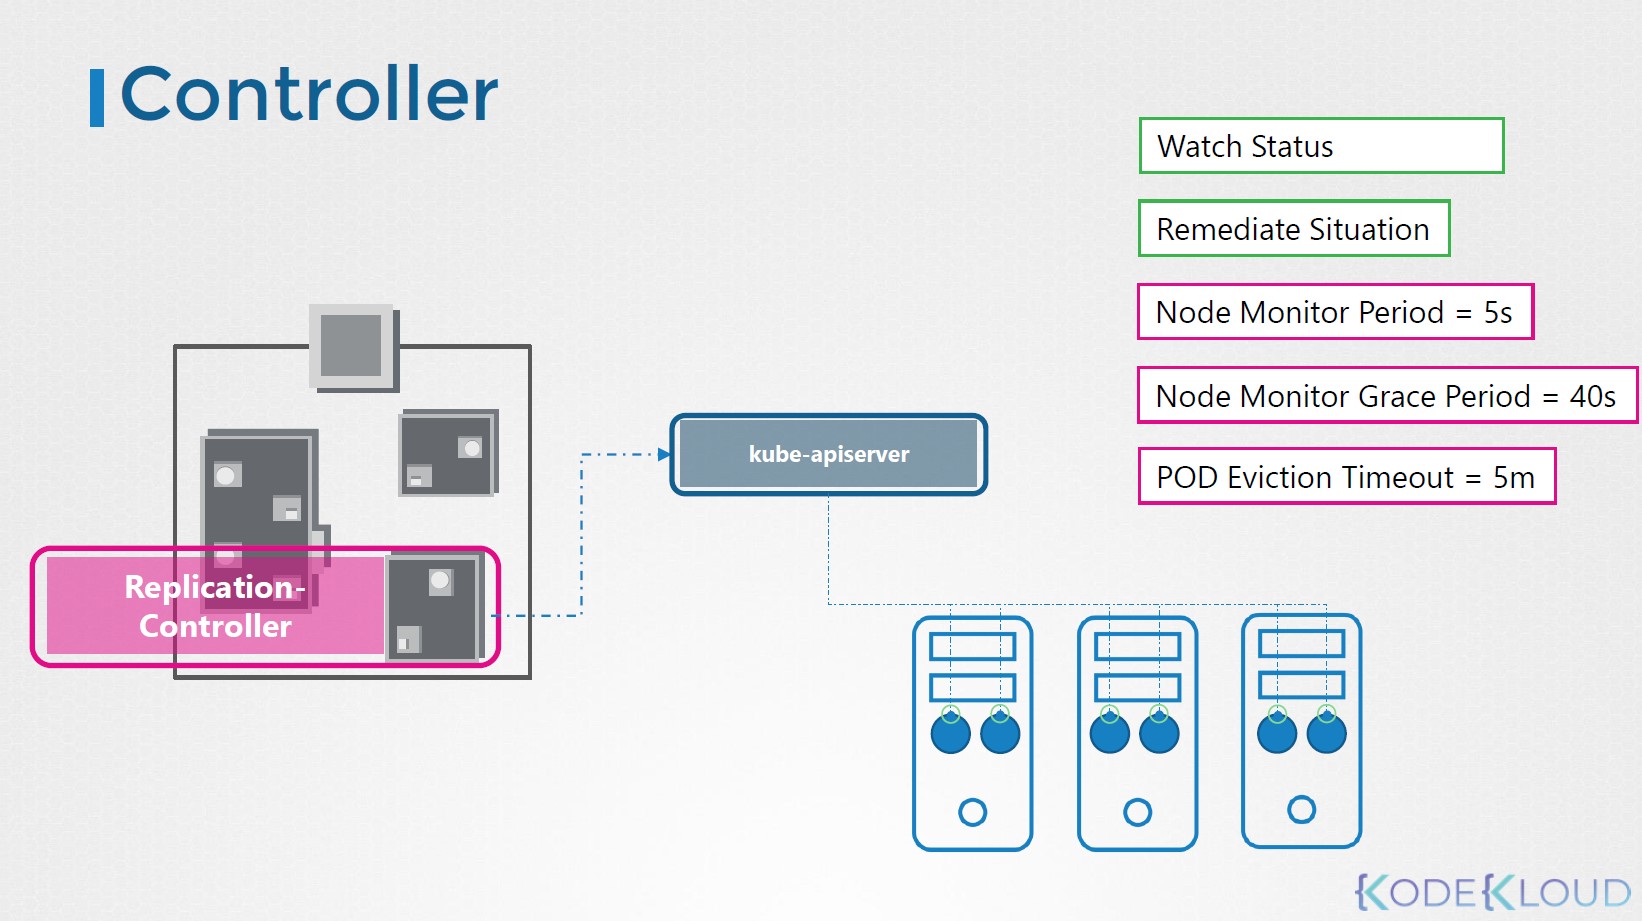 Controller
Watch Status
Remediate Situation
Node Monitor Period = 5s
Node Monitor Grace Period = 40s
POD Eviction Timeout = 5m
kube-apiserver
Replication-
Controller
KODEKLOUD